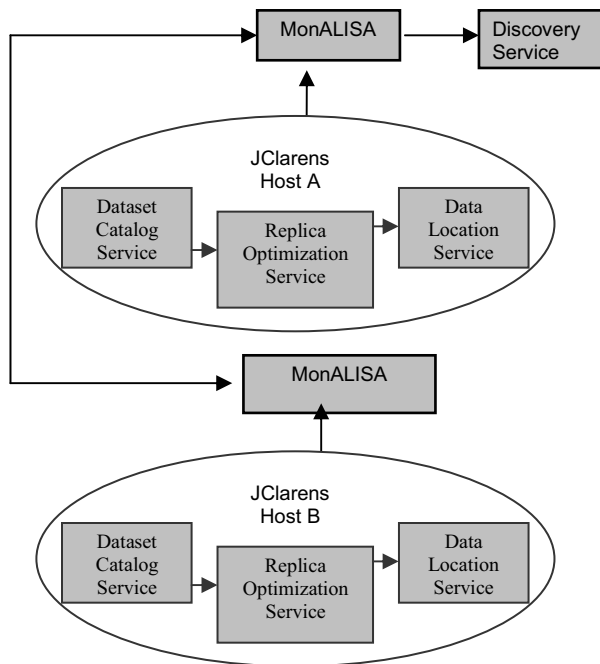 MonALISA
Discovery
Service
JClarens
Host A
Dataset
Catalog
Service
Replica
Optimization
Service
Data
Location
Service
MonALISA
JClarens
Host B
Dataset
Catalog
Service
Replica
Optimization
Service
Data
Location
Service